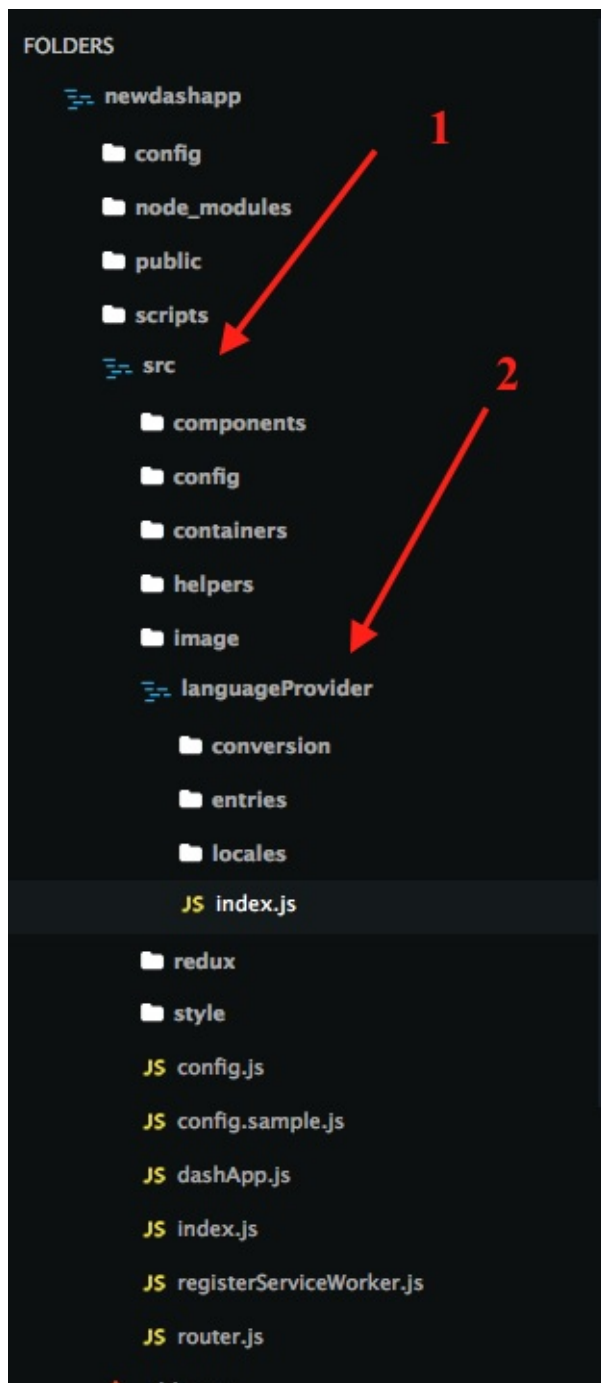 FOLDERS
newdashapp
1
config
node_modules
public
scripts
src
2
components
config
containers
helpers
image
languageProvider
conversion
entries
locales
JS index.js
redux
style
JS config.js
JS config.sample.js
JS dashApp.js
JS index.js
JS registerServiceWorker.js
JS router.js